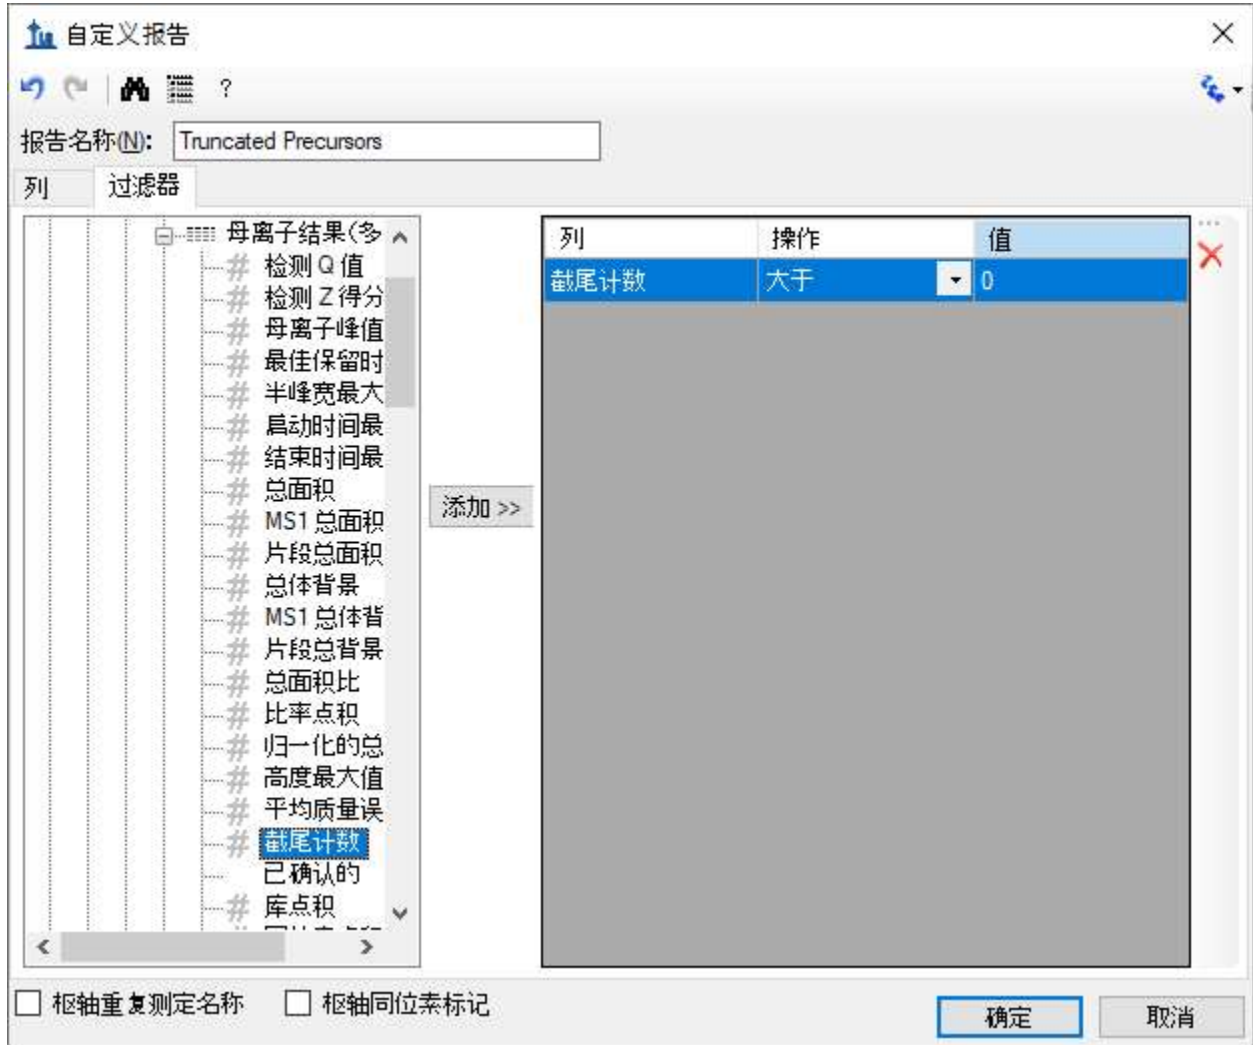 自定义报告
?
报告名称(N): Truncated Precursors
列 过滤器
母离子结果(多
检测 Q 值
检测 Z 得分
母离子峰值
最佳保留时
半峰宽最大
启动时间最
结束时间最
总面积
MS1 总面积
片段总面积
总体背景
MS1 总体背
片段总背景
总面积比
比率点积
归一化的总
高度最大值
平均质量误
截尾计数
已确认的
库点积
添加 >>
列 操作 值
截尾计数 大于 0
枢轴重复测定名称 枢轴同位素标记
确定 取消